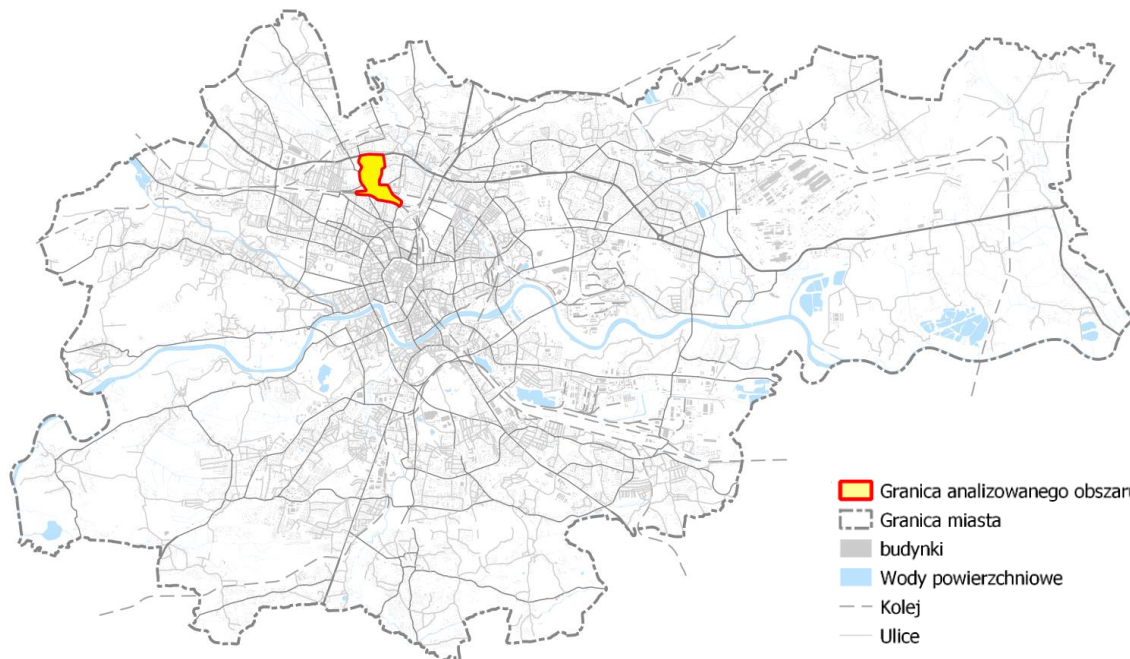 Granica analizowanego obszaru
Granica miasta
budynki
Wody powierzchniowe
Kolej
Ulice